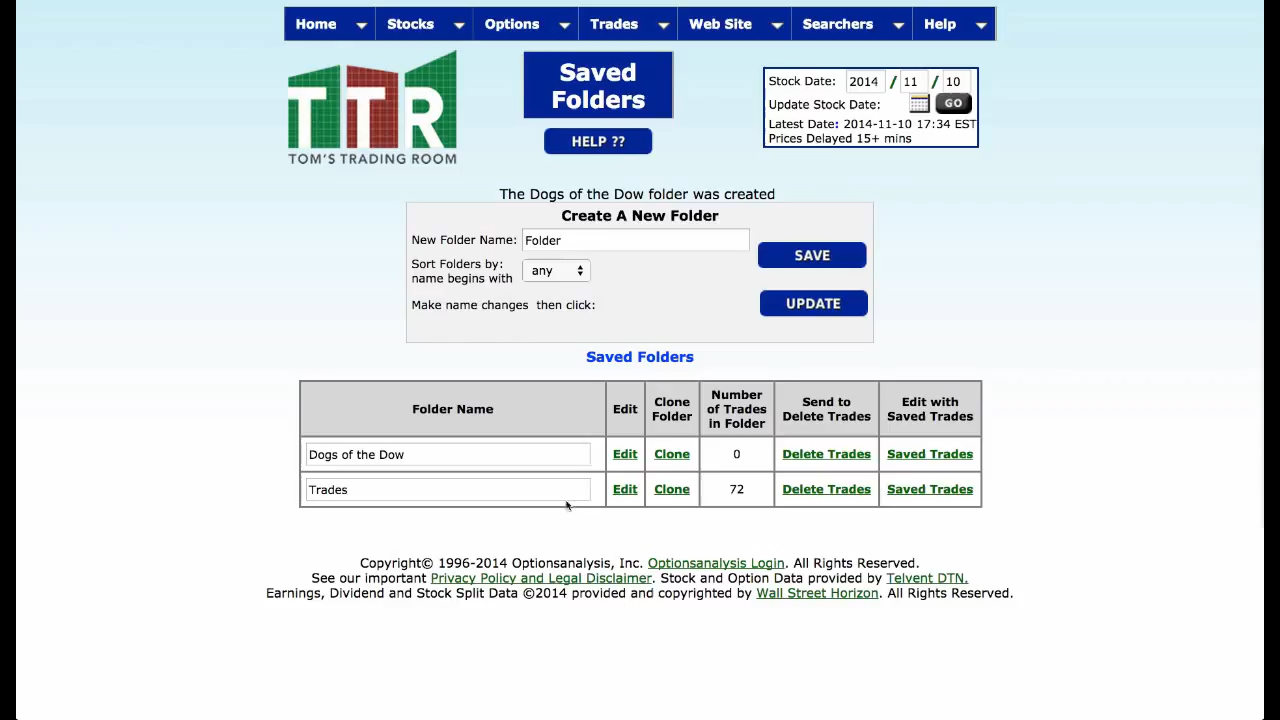 Home Stocks Options Trades Web Site Searchers Help
TTR
TOM'S TRADING ROOM
Saved
Folders
HELP ??
Stock Date: 2014 / 11 / 10
Update Stock Date: GO
Latest Date: 2014-11-10 17:34 EST
Prices Delayed 15+ mins
The Dogs of the Dow folder was created
Create A New Folder
New Folder Name: Folder
SAVE
Sort Folders by:
name begins with
any
Make name changes then click:
UPDATE
Saved Folders
Folder Name
Edit
Clone
Folder
Number
of Trades
in Folder
Send to
Delete Trades
Edit with
Saved Trades
Dogs of the Dow Edit Clone 0 Delete Trades Saved Trades
Trades Edit Clone 72 Delete Trades Saved Trades
Copyright© 1996-2014 Optionsanalysis, Inc. Optionsanalysis Login. All Rights Reserved.
See our important Privacy Policy and Legal Disclaimer. Stock and Option Data provided by Telvent DTN.
Earnings, Dividend and Stock Split Data ©2014 provided and copyrighted by Wall Street Horizon. All Rights Reserved.